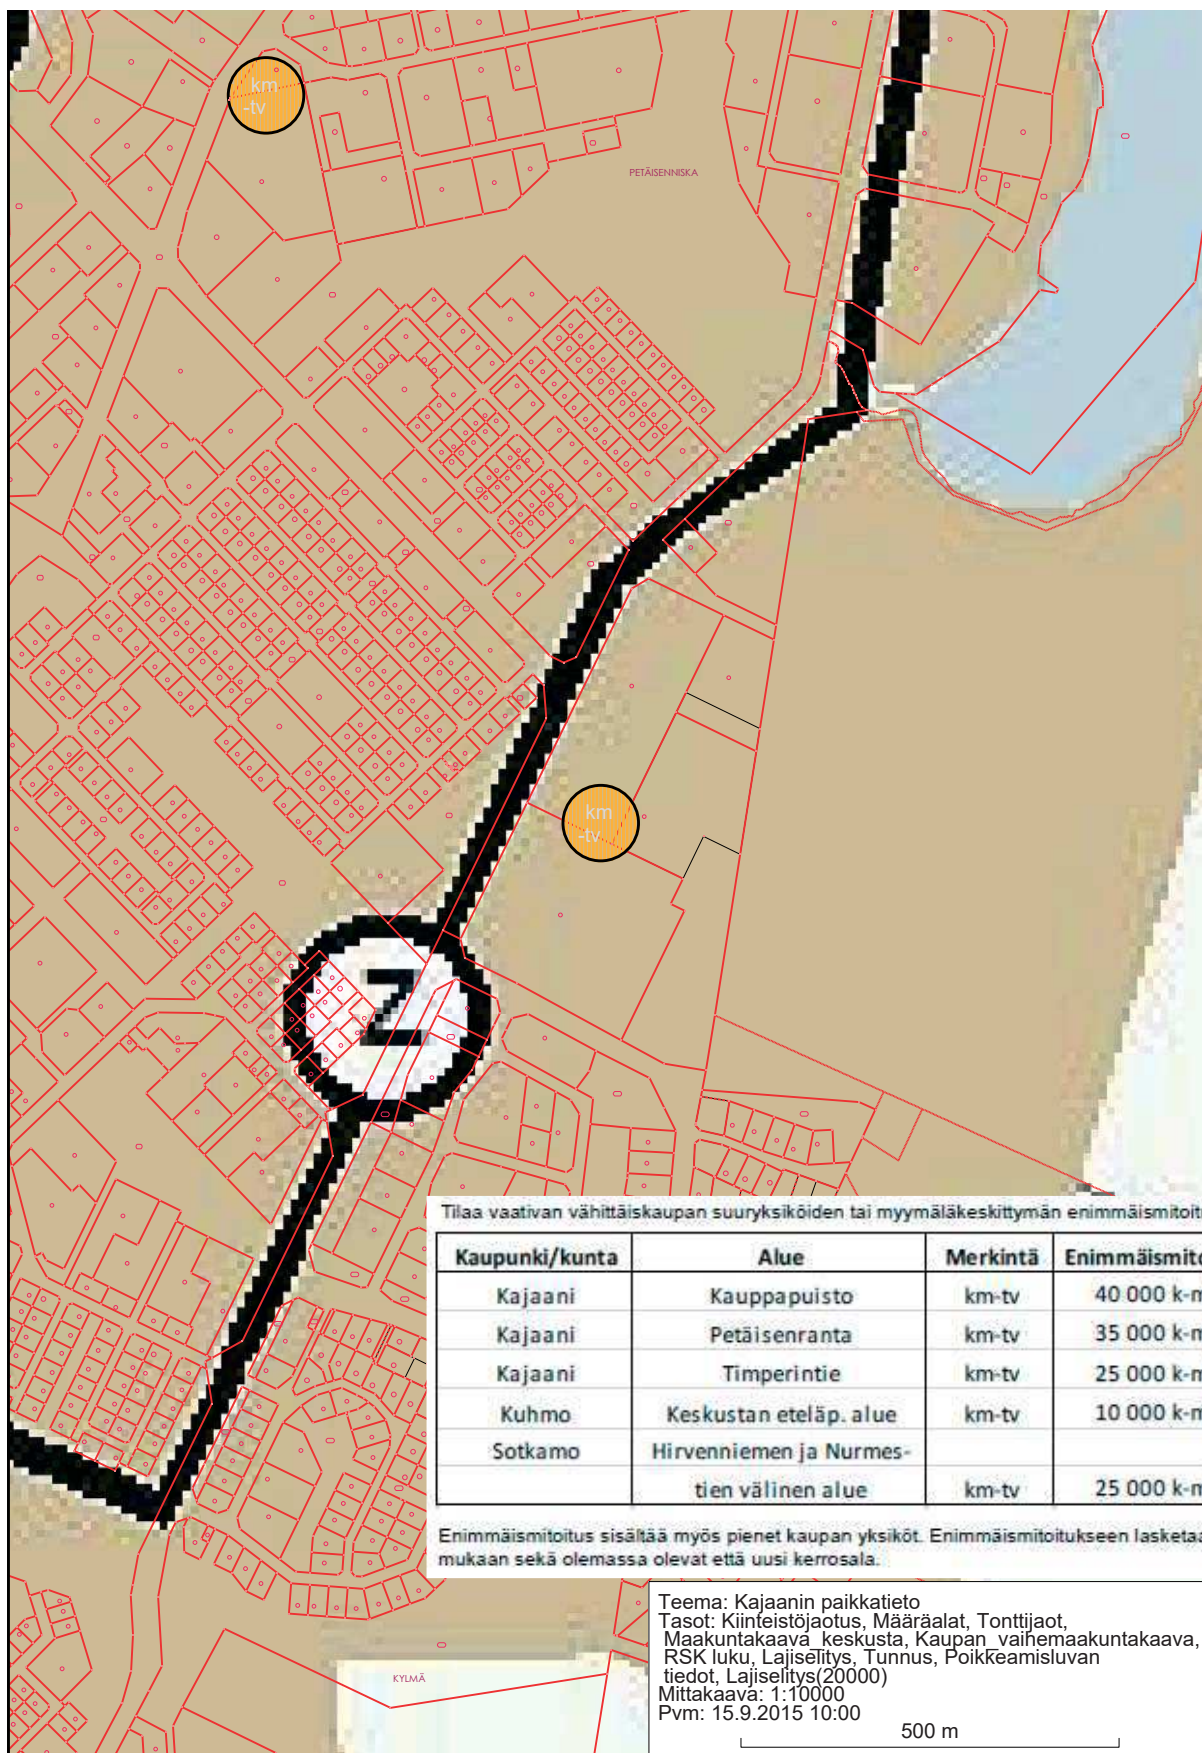 km
-tv
PETÄISENNISKA
km
-tv
Z
Tilaa vaativan vähittäiskaupan suuryksiköiden tai myymäläkeskittymän enimmäismitoit
Kaupunki/kunta Alue Merkintä Enimmäismito
Kajaani Kauppapuisto km-tv 40 000 k-m
Kajaani Petäisenranta km-tv 35 000 k-m
Kajaani Timperintie km-tv 25 000 k-m
Kuhmo Keskustan eteläp. alue km-tv 10 000 k-m
Sotkamo Hirvenniemen ja Nurmes-
tien välinen alue km-tv 25 000 k-m
Enimmäismitoitus sisältää myös pienet kaupan yksiköt. Enimmäismitoitukseen lasketaa
mukaan sekä olemassa olevat että uusi kerrosala.
Teema: Kajaanin paikkatieto
Tasot: Kiinteistöjaotus, Määräalat, Tonttijaot,
Maakuntakaava_keskusta, Kaupan_vaihemaakuntakaava,
RSK luku, Lajiselitys, Tunnus, Poikkeamisluvan
tiedot, Lajiselitys(20000)
Mittakaava: 1:10000
Pvm: 15.9.2015 10:00
500 m
KYLMÄ